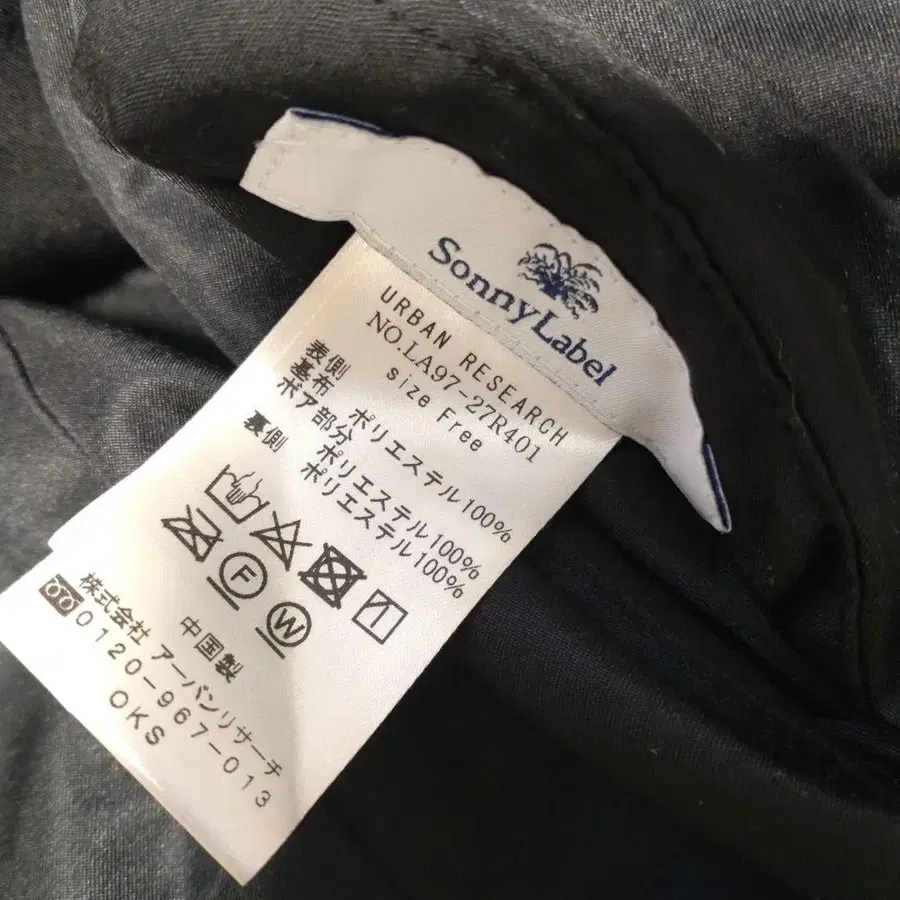 Sonny Label
URBAN RESEARCH
NO.LA97-27R401
size Free
表側
基布 ポリエステル100%
ボア部分 ポリエステル100%
裏側 ポリエステル100%
F
W
中国製
株式会社 アーバンリサーチ
0120-967-013
OKS